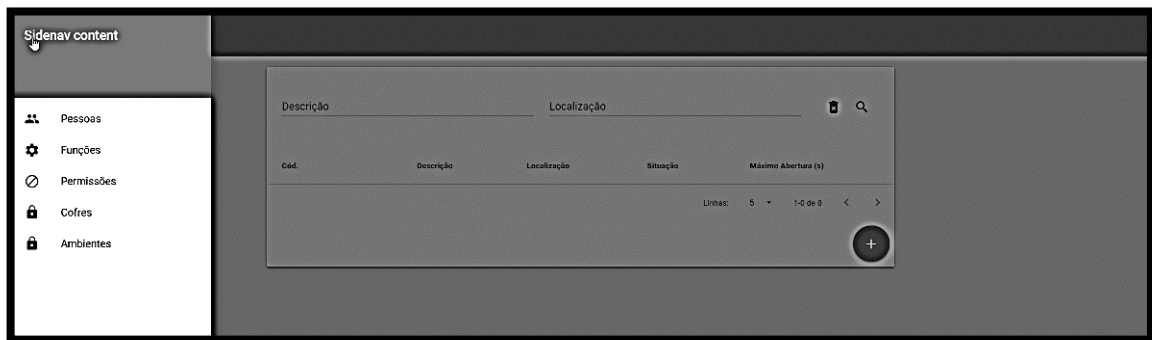 Sidenav content
Pessoas
Funções
Permissões
Cofres
Ambientes
Descrição Localização
Cód. Descrição Localização Situação Máximo Abertura (s)
Linhas: 5 1-0 de 0